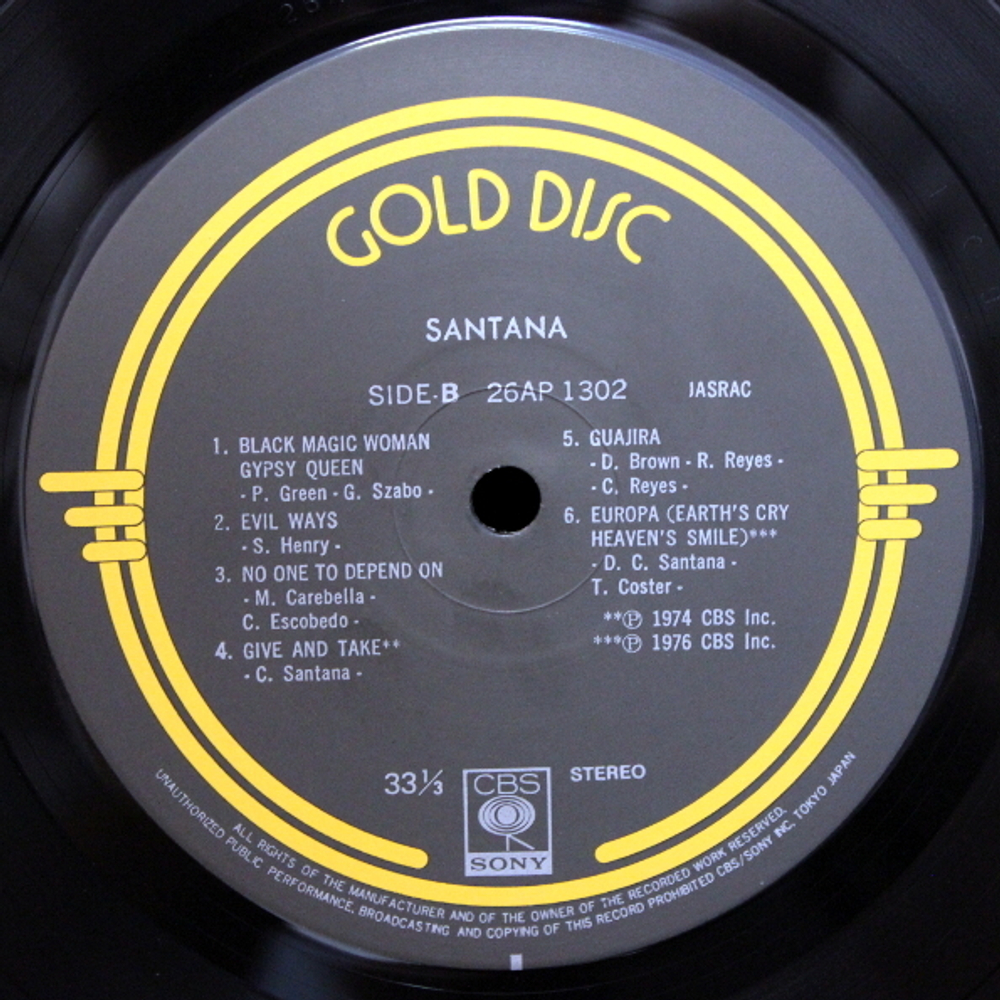 GOLD DISC
SANTANA
SIDE·B 26AP 1302 JASRAC
1. BLACK MAGIC WOMAN
GYPSY QUEEN
- P. Green - G. Szabo -
2. EVIL WAYS
- S. Henry -
3. NO ONE TO DEPEND ON
- M. Carebella -
C. Escobedo -
4. GIVE AND TAKE**
- C. Santana -
5. GUAJIRA
- D. Brown - R. Reyes -
- C. Reyes -
6. EUROPA (EARTH'S CRY
HEAVEN'S SMILE)***
- D. C. Santana -
T. Coster -
**Ⓟ 1974 CBS Inc.
***Ⓟ 1976 CBS Inc.
33⅓ STEREO
CBS
SONY
ALL RIGHTS OF THE MANUFACTURER AND OF THE OWNER OF THE RECORDED WORK RESERVED.
UNAUTHORIZED PUBLIC PERFORMANCE, BROADCASTING AND COPYING OF THIS RECORD PROHIBITED CBS/SONY INC. TOKYO JAPAN